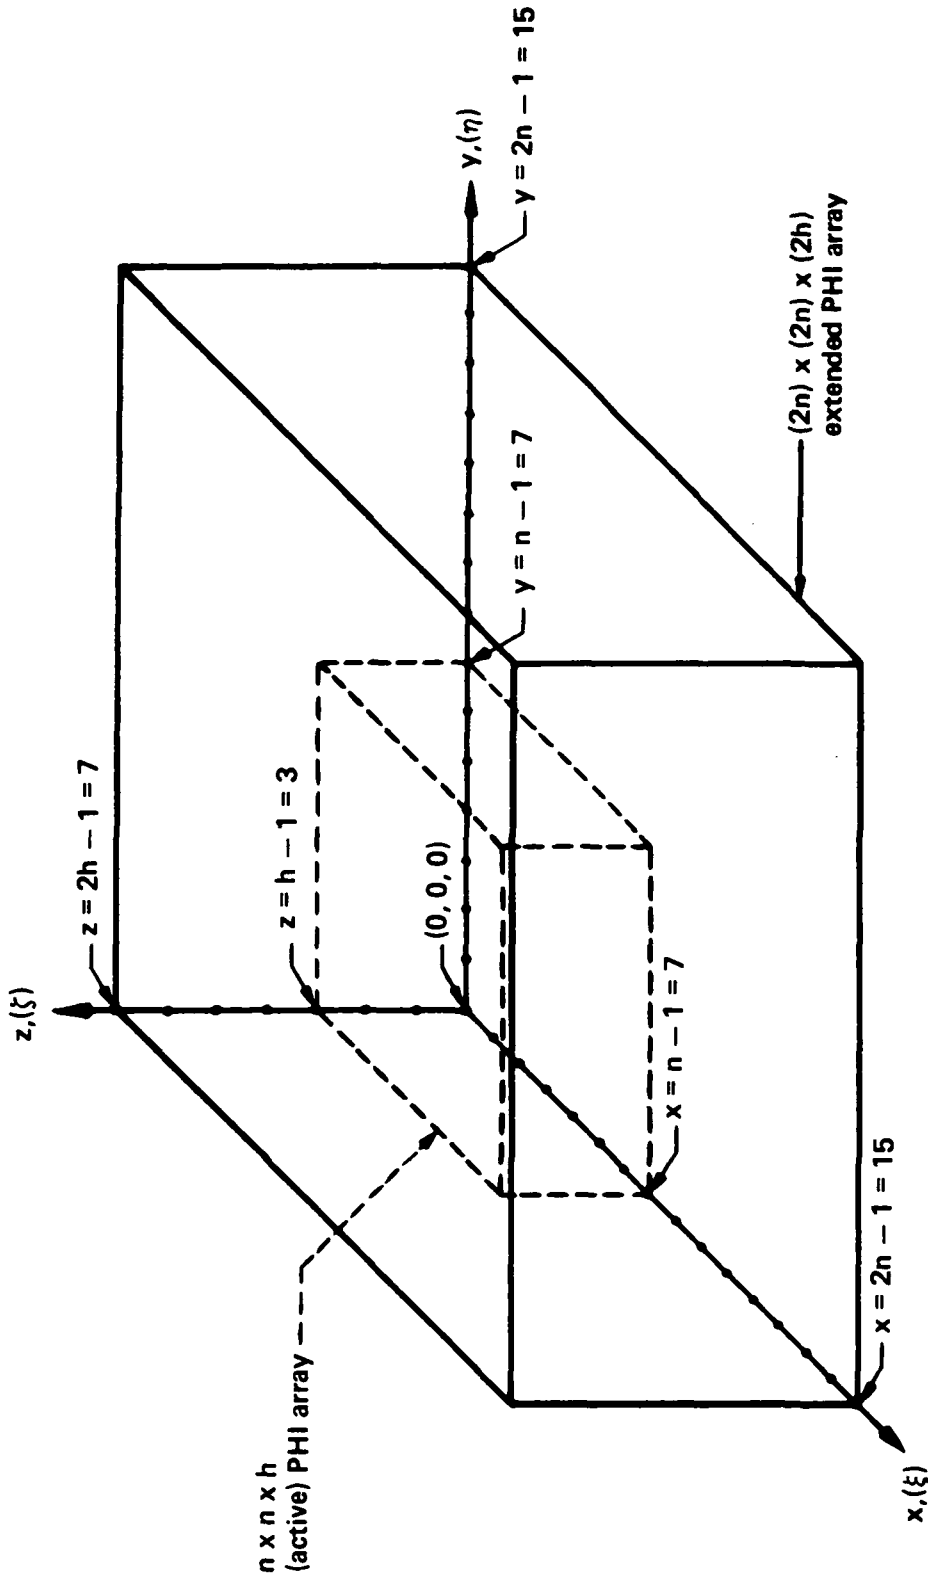 z,(ζ)
z = 2h − 1 = 7
z = h − 1 = 3
(0, 0, 0)
y,(η)
y = 2n − 1 = 15
y = n − 1 = 7
n x n x h
(active) PHI array
x = n − 1 = 7
(2n) x (2n) x (2h)
extended PHI array
x = 2n − 1 = 15
x,(ξ)